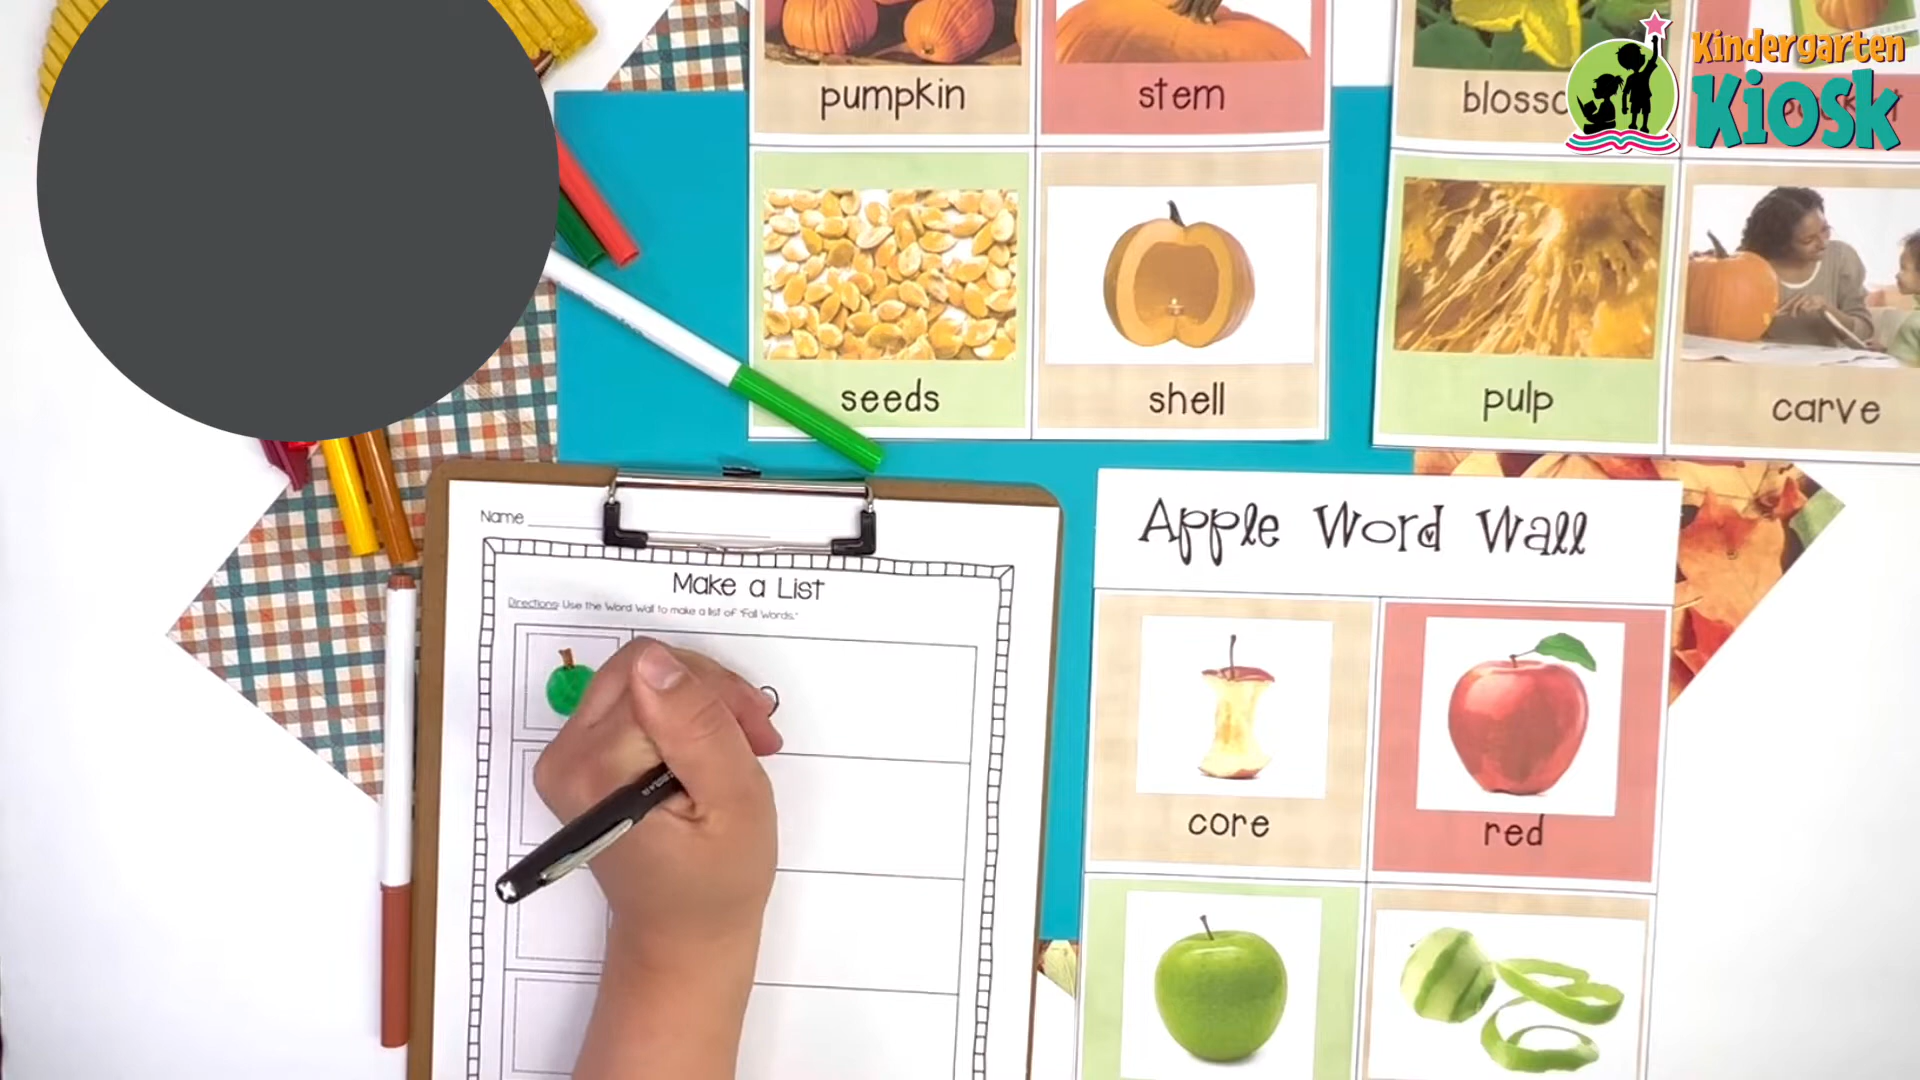 Kindergarten
Kiosk
pumpkin
stem
seeds
shell
pulp
carve
Name
Make a List
Directions: Use the Word Wall to make a list of "Fall Words."
Apple Word Wall
core
red